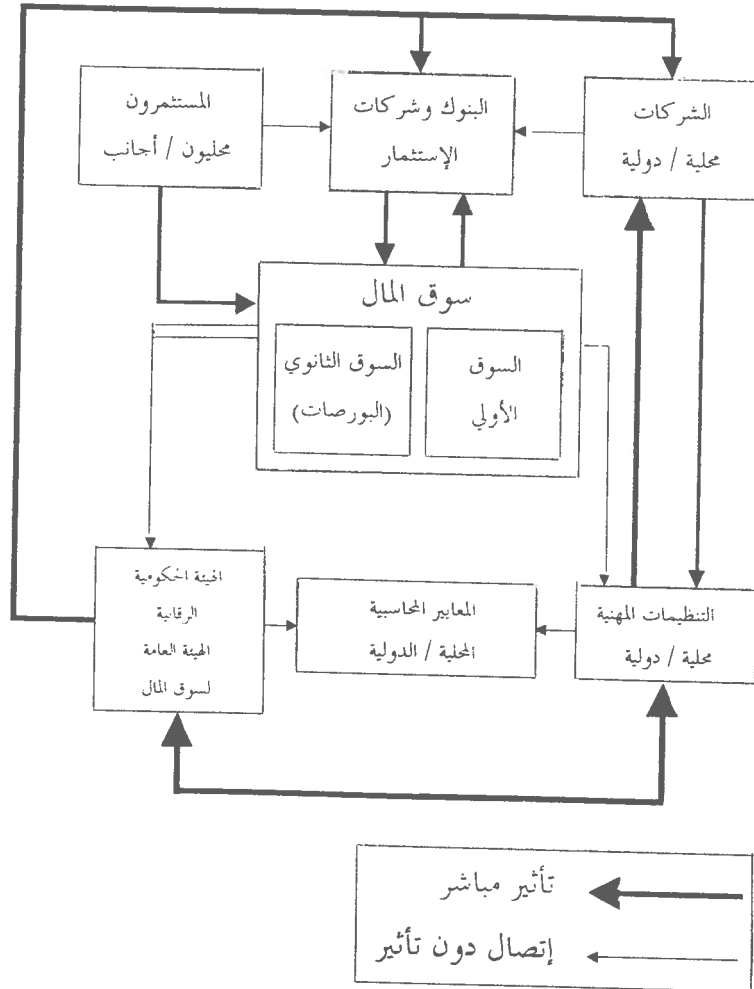 الشركات
محلية / دولية
البنوك وشركات
الإستثمار
المستثمرون
محليون / أجانب
سوق المال
السوق
الأولي
السوق الثانوي
(البورصات)
التنظيمات المهنية
محلية / دولية
المعايير المحاسبية
المحلية / الدولية
الهيئة الحكومية
الرقابية
الهيئة العامة
لسوق المال
تأثير مباشر
إتصال دون تأثير